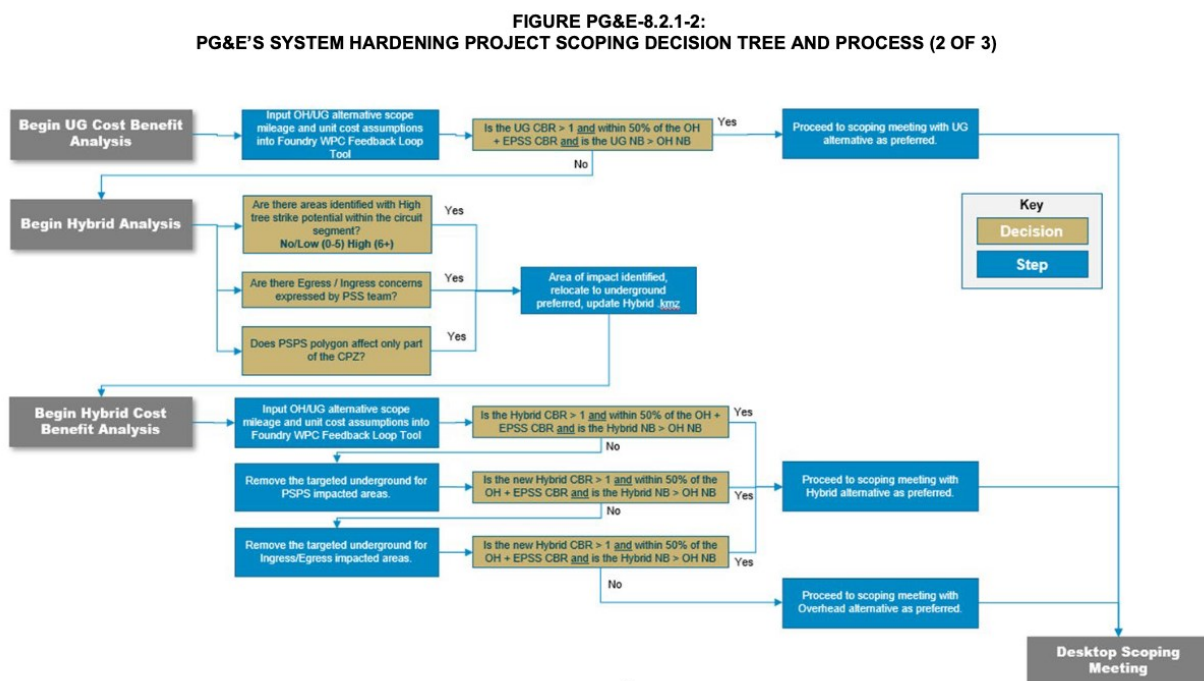 FIGURE PG&E-8.2.1-2:
PG&E'S SYSTEM HARDENING PROJECT SCOPING DECISION TREE AND PROCESS (2 OF 3)
Begin UG Cost Benefit
Analysis
Input OH/UG alternative scope
mileage and unit cost assumptions
into Foundry WPC Feedback Loop
Tool
Is the UG CBR > 1 and within 50% of the OH
+ EPSS CBR and is the UG NB > OH NB
Yes
No
Proceed to scoping meeting with UG
alternative as preferred.
Begin Hybrid Analysis
Are there areas identified with High
tree strike potential within the circuit
segment?
No/Low (0-5) High (6+)
Yes
Are there Egress / Ingress concerns
expressed by PSS team?
Yes
Does PSPS polygon affect only part
of the CPZ?
Yes
Area of impact identified,
relocate to underground
preferred, update Hybrid .kmz
Key
Decision
Step
Begin Hybrid Cost
Benefit Analysis
Input OH/UG alternative scope
mileage and unit cost assumptions into
Foundry WPC Feedback Loop Tool
Is the Hybrid CBR > 1 and within 50% of the OH +
EPSS CBR and is the Hybrid NB > OH NB
Yes
No
Remove the targeted underground for
PSPS impacted areas.
Is the new Hybrid CBR > 1 and within 50% of the
OH + EPSS CBR and is the Hybrid NB > OH NB
Yes
No
Proceed to scoping meeting with
Hybrid alternative as preferred.
Remove the targeted underground for
Ingress/Egress impacted areas.
Is the new Hybrid CBR > 1 and within 50% of the
OH + EPSS CBR and is the Hybrid NB > OH NB
Yes
No
Proceed to scoping meeting with
Overhead alternative as preferred.
Desktop Scoping
Meeting